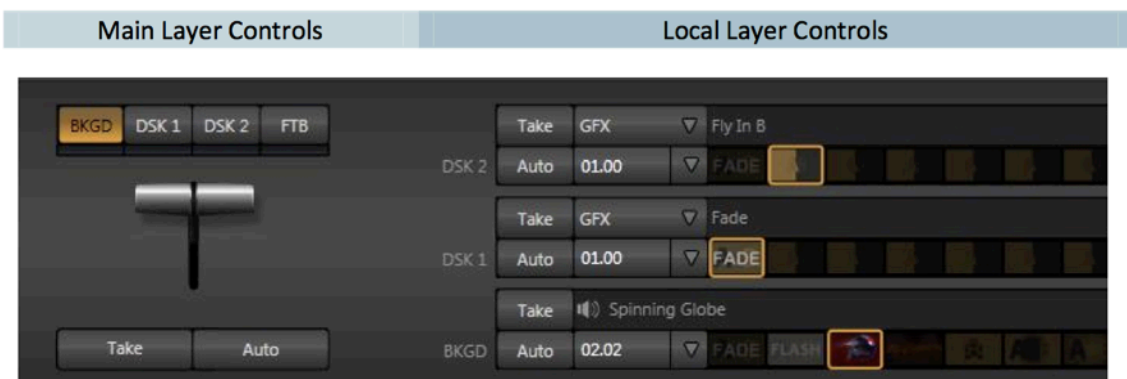 Main Layer Controls Local Layer Controls
BKGD DSK 1 DSK 2 FTB
Take GFX Fly In B
DSK 2 Auto 01.00 FADE
Take GFX Fade
DSK 1 Auto 01.00 FADE
Take Spinning Globe
Take Auto
BKGD Auto 02.02 FADE FLASH A A